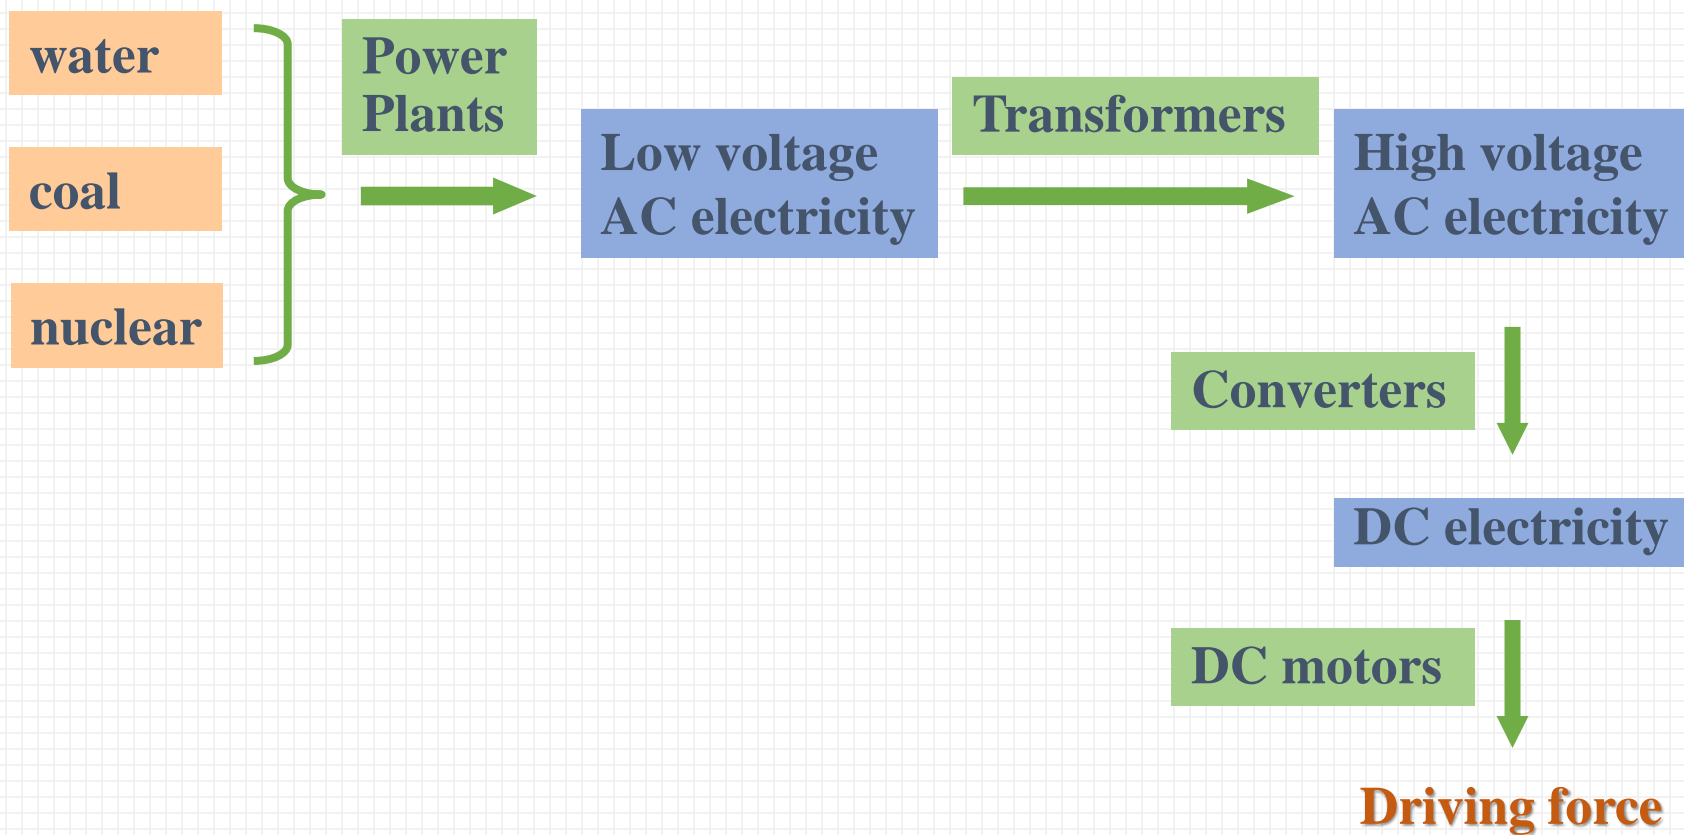 water
coal
nuclear
Power
Plants
Low voltage
AC electricity
Transformers
High voltage
AC electricity
Converters
DC electricity
DC motors
Driving force